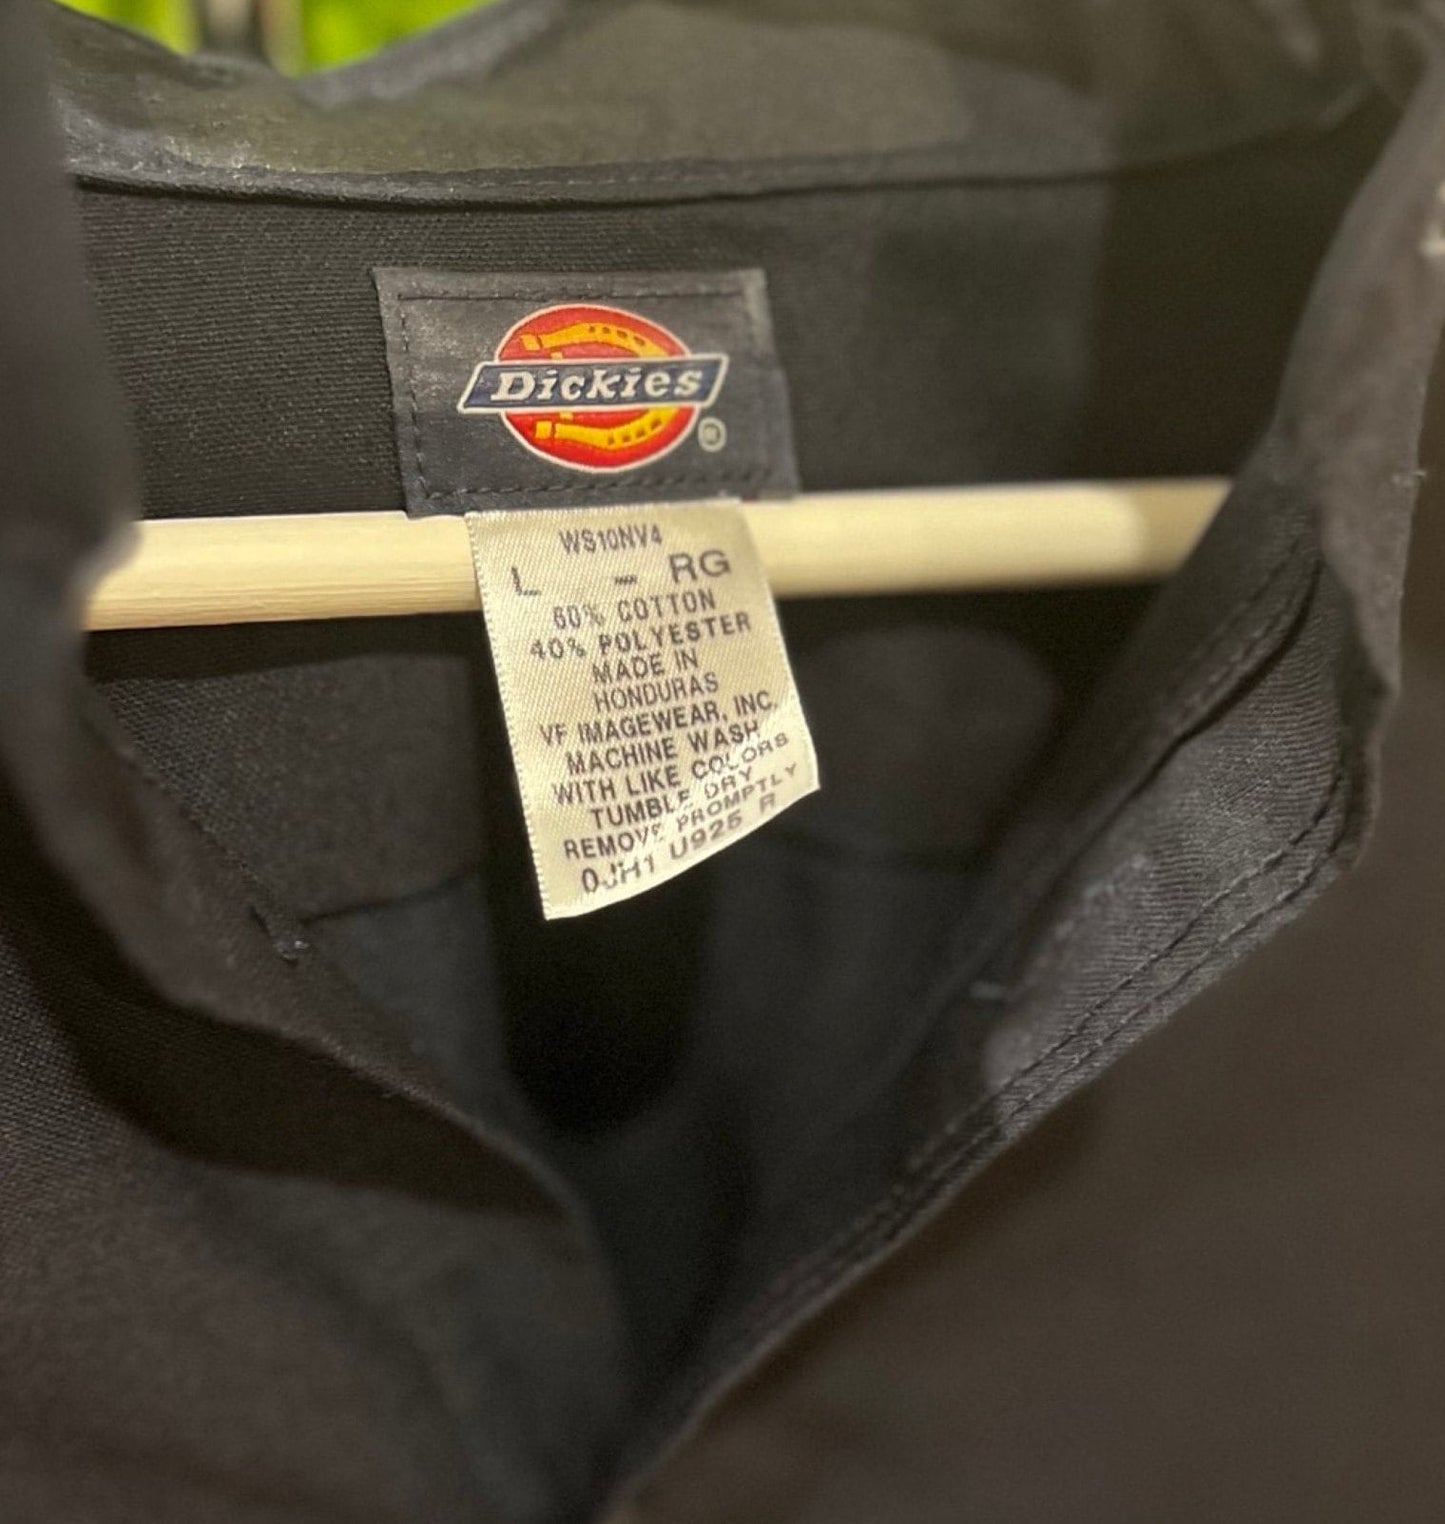 Dickies
®
WS10NV4
L - RG
60% COTTON
40% POLYESTER
MADE IN
HONDURAS
VF IMAGEWEAR, INC.
MACHINE WASH
WITH LIKE COLORS
TUMBLE DRY
REMOVE PROMPTLY
0JH1 U925 R